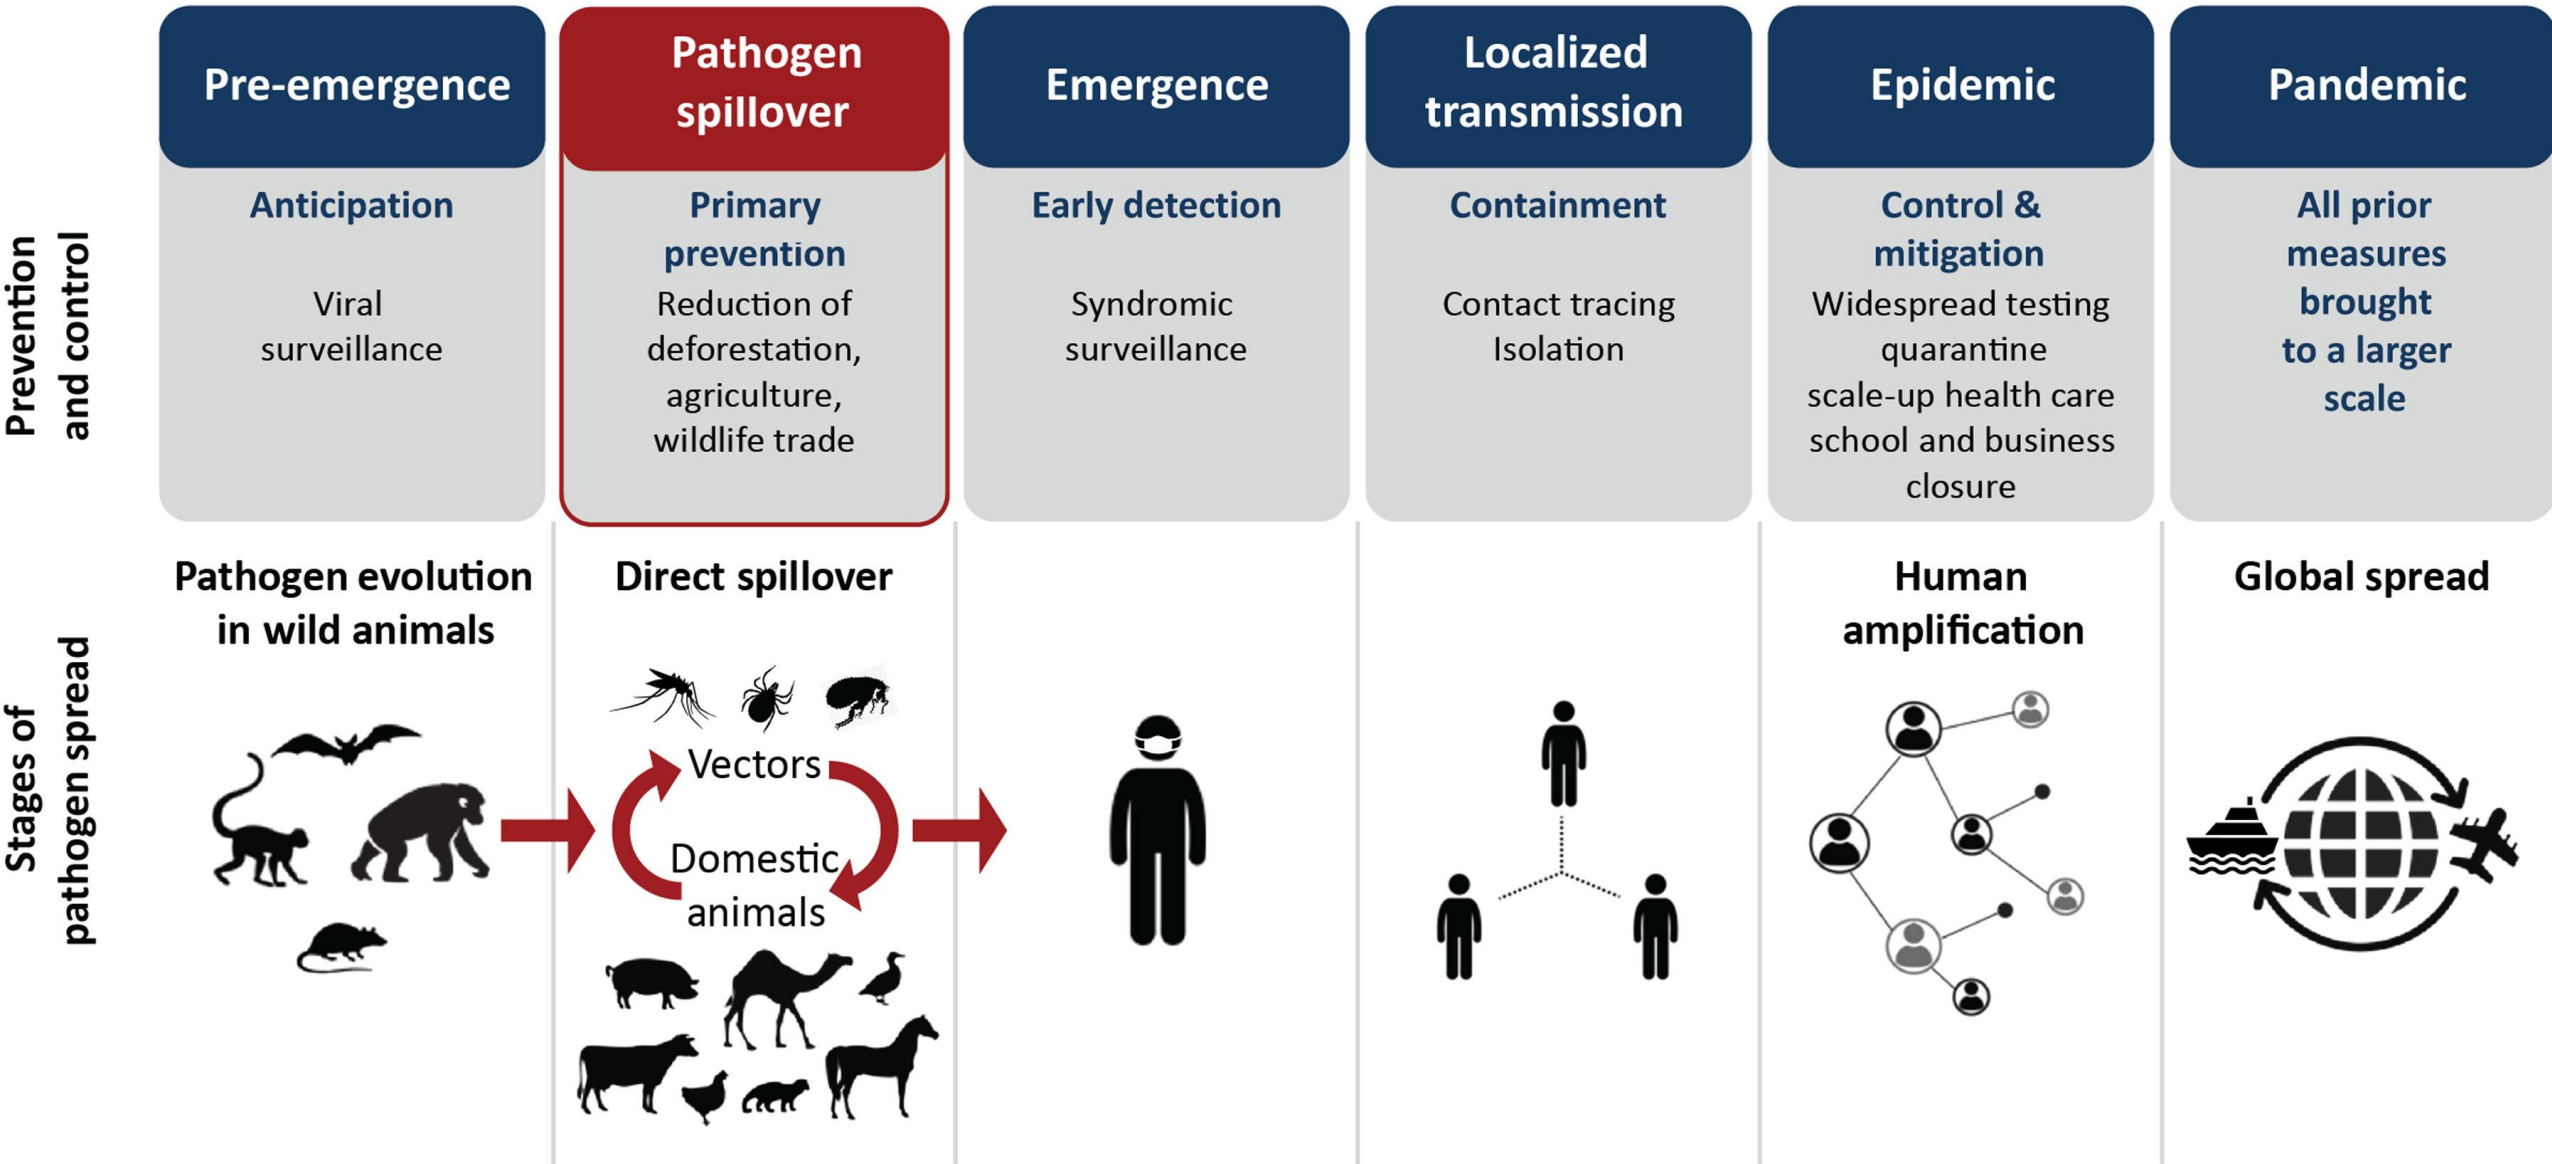 Pre-emergence
Pathogen
spillover
Emergence
Localized
transmission
Epidemic
Pandemic
Prevention
and control
Anticipation
Viral
surveillance
Primary
prevention
Reduction of
deforestation,
agriculture,
wildlife trade
Early detection
Syndromic
surveillance
Containment
Contact tracing
Isolation
Control &
mitigation
Widespread testing
quarantine
scale-up health care
school and business
closure
All prior
measures
brought
to a larger
scale
Stages of
pathogen spread
Pathogen evolution
in wild animals
Direct spillover
Vectors
Domestic
animals
Human
amplification
Global spread